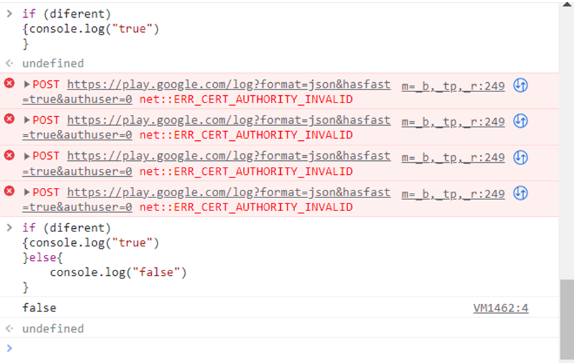 if (diferent)
{console.log("true")
}
undefined
POST https://play.google.com/log?format=json&hasfast m=_b,_tp,_r:249
=true&authuser=0 net::ERR_CERT_AUTHORITY_INVALID
POST https://play.google.com/log?format=json&hasfast m=_b,_tp,_r:249
=true&authuser=0 net::ERR_CERT_AUTHORITY_INVALID
POST https://play.google.com/log?format=json&hasfast m=_b,_tp,_r:249
=true&authuser=0 net::ERR_CERT_AUTHORITY_INVALID
POST https://play.google.com/log?format=json&hasfast m=_b,_tp,_r:249
=true&authuser=0 net::ERR_CERT_AUTHORITY_INVALID
if (diferent)
{console.log("true")
}else{
    console.log("false")
}
false VM1462:4
undefined